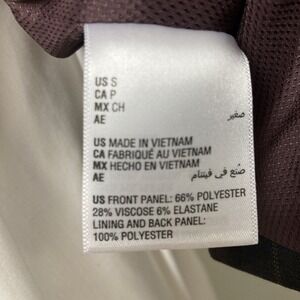 US S
CA P
MX CH
AE صغير
US MADE IN VIETNAM
CA FABRIQUÉ AU VIETNAM
MX HECHO EN VIETNAM
AE صُنع في فيتنام
US FRONT PANEL: 66% POLYESTER
28% VISCOSE 6% ELASTANE
LINING AND BACK PANEL:
100% POLYESTER